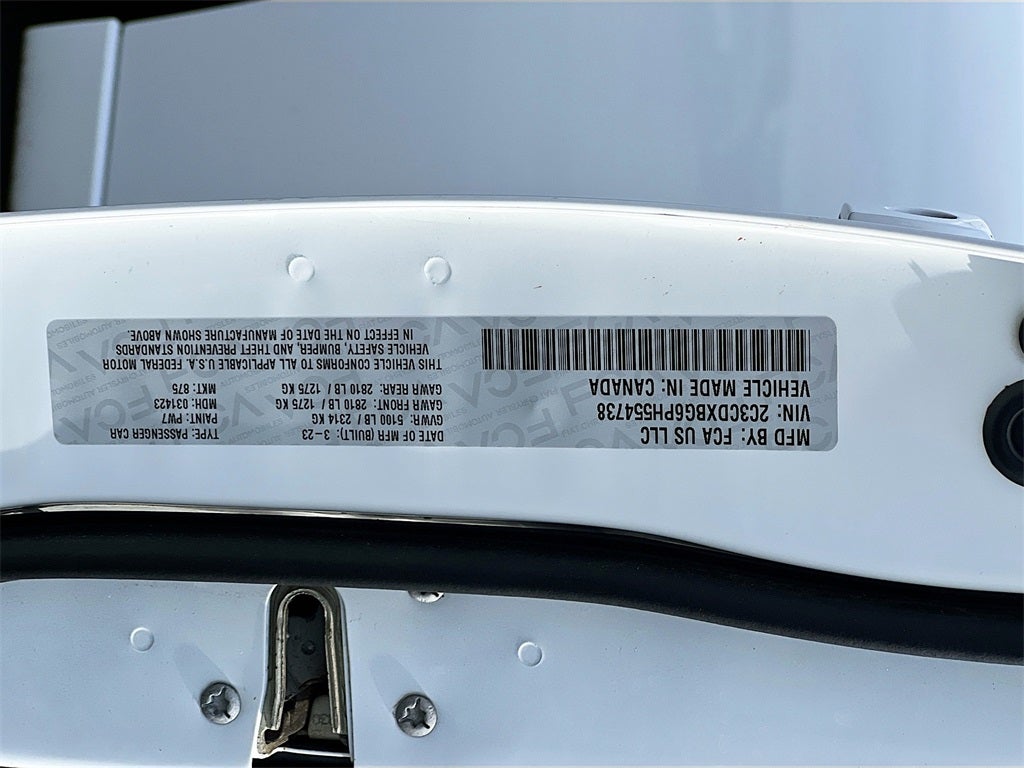 MFD BY: FCA US LLC
VIN: 2C3CDXBG6PH554738
VEHICLE MADE IN: CANADA
DATE OF MFR (BUILT): 3-23
TYPE: PASSENGER CAR
GVWR: 5100 LB / 2314 KG
PAINT: PW7
GAWR FRONT: 2810 LB / 1275 KG
MDH: 031423
GAWR REAR: 2810 LB / 1275 KG
MKT: 875
THIS VEHICLE CONFORMS TO ALL APPLICABLE U.S.A. FEDERAL MOTOR
VEHICLE SAFETY, BUMPER, AND THEFT PREVENTION STANDARDS
IN EFFECT ON THE DATE OF MANUFACTURE SHOWN ABOVE.